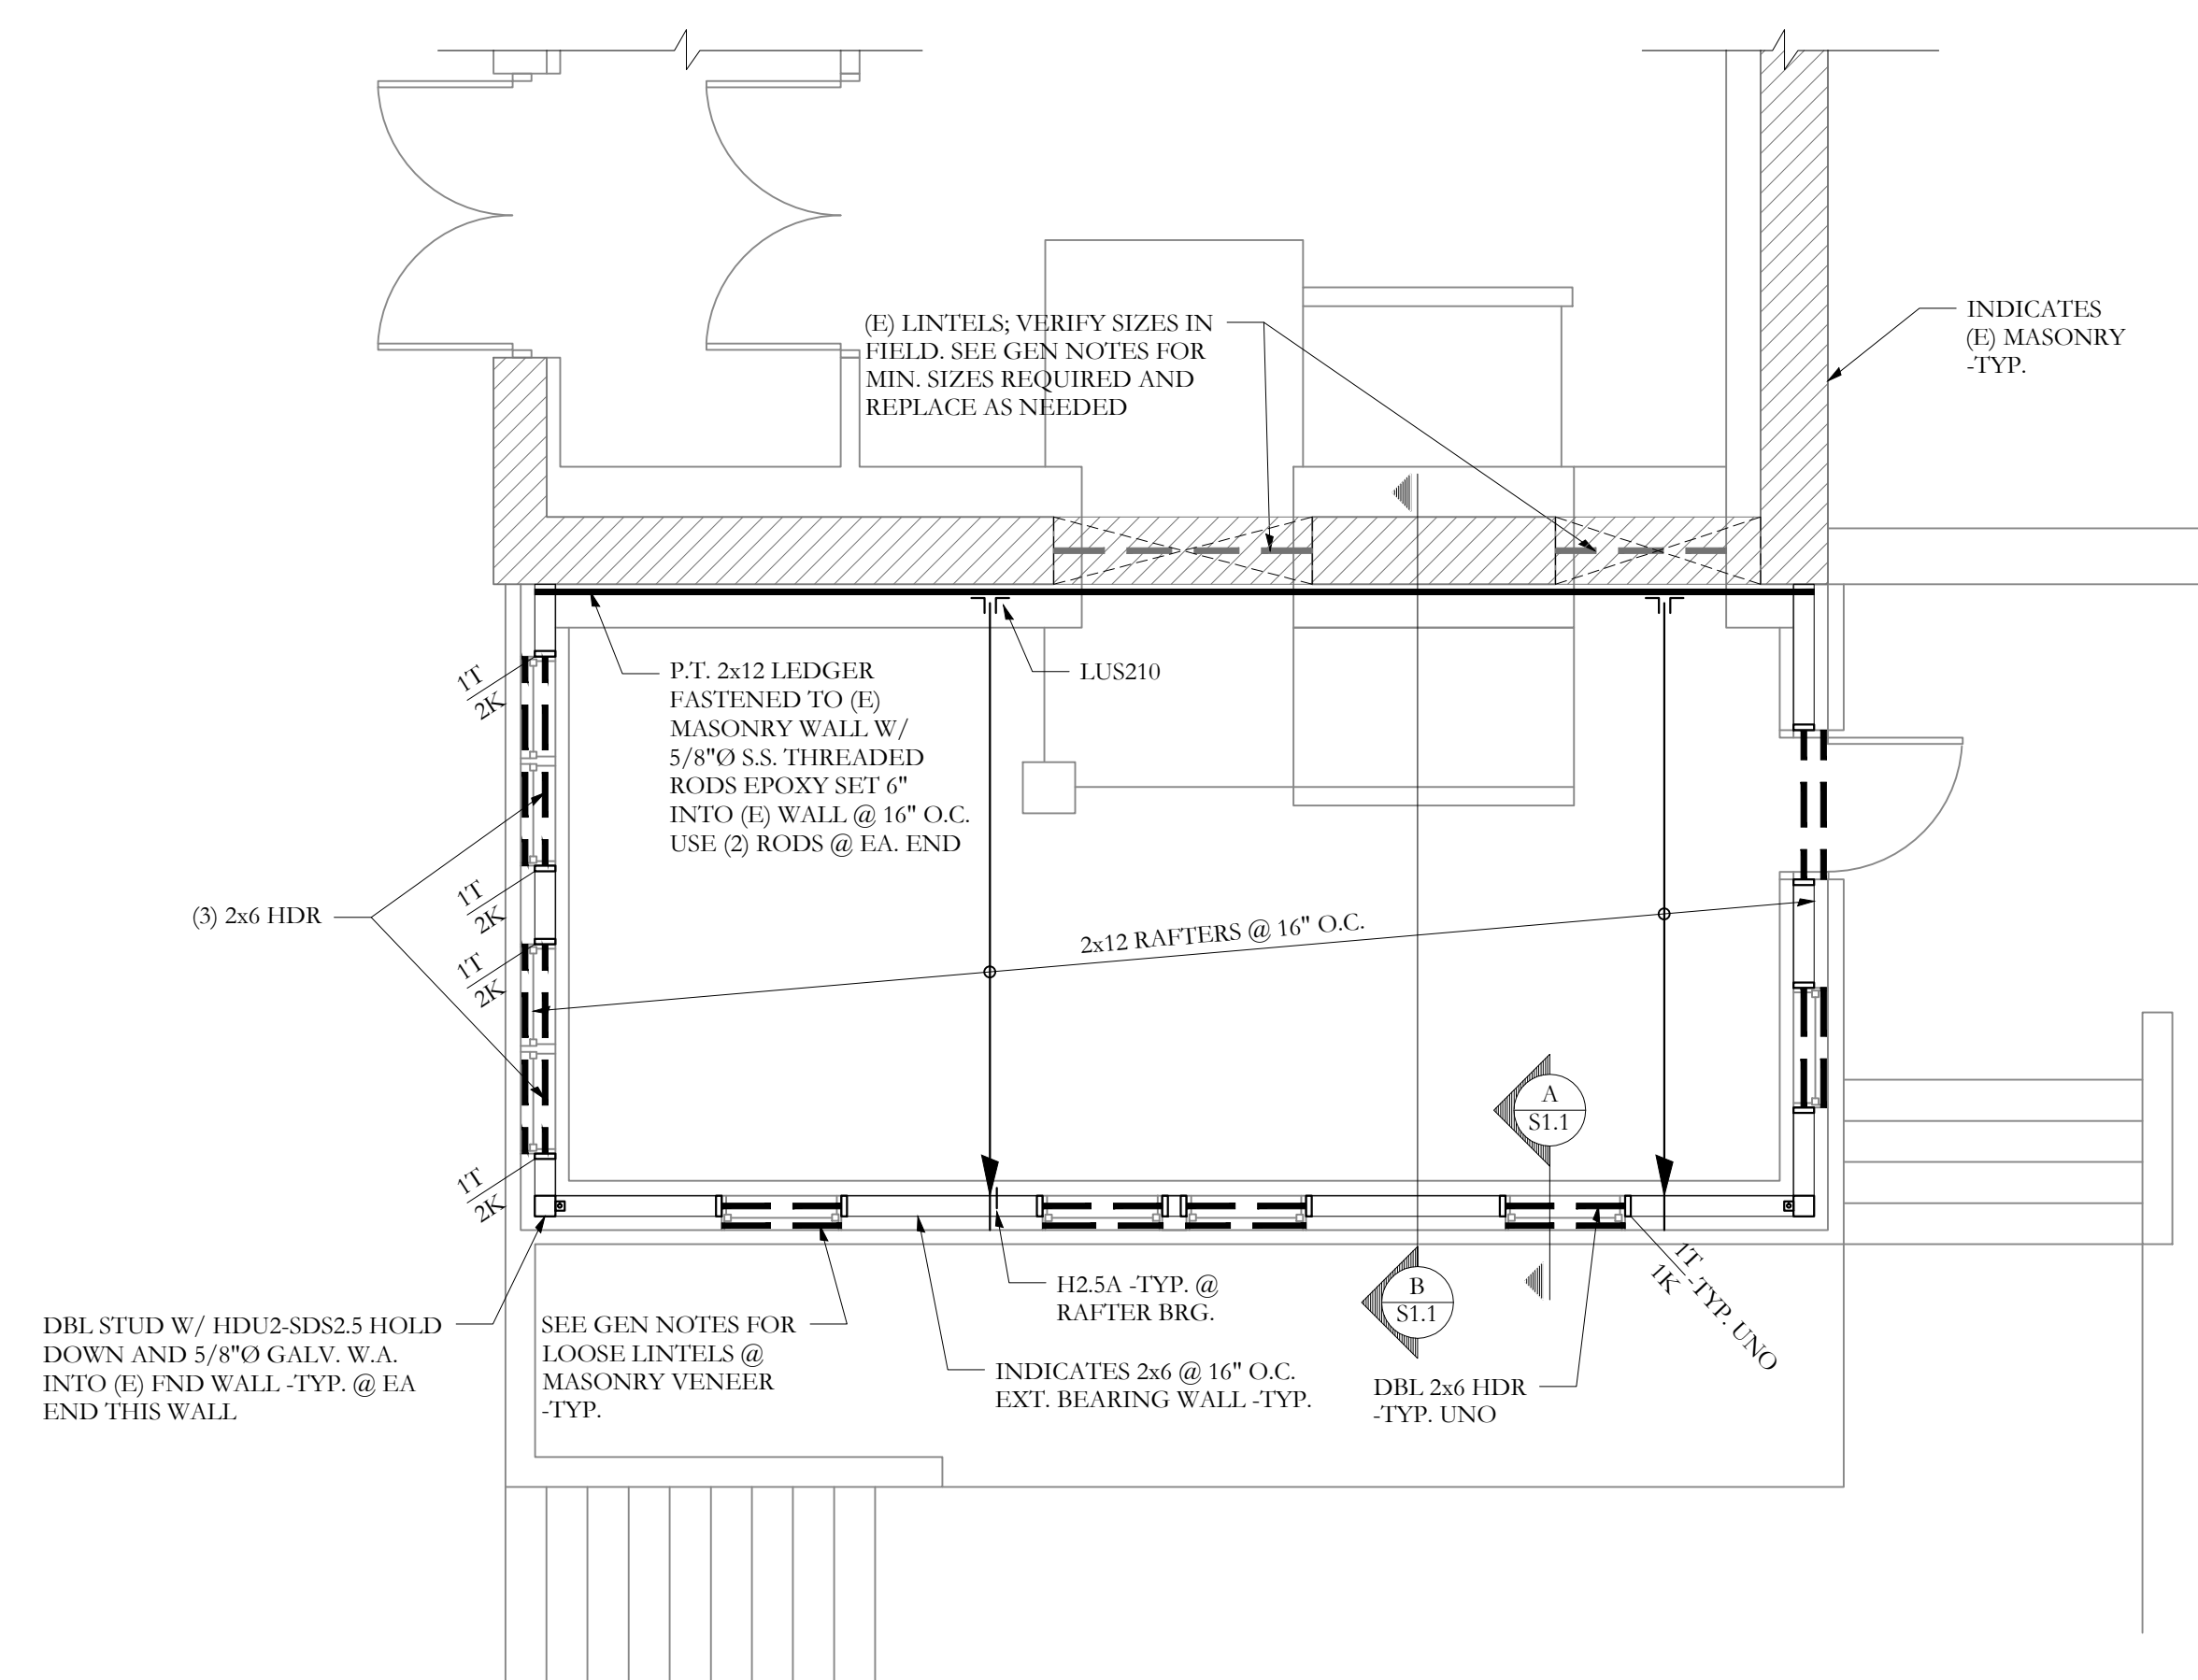 (E) LINTELS; VERIFY SIZES IN
FIELD. SEE GEN NOTES FOR
MIN. SIZES REQUIRED AND
REPLACE AS NEEDED
INDICATES
(E) MASONRY
-TYP.
P.T. 2x12 LEDGER
FASTENED TO (E)
MASONRY WALL W/
5/8"Ø S.S. THREADED
RODS EPOXY SET 6"
INTO (E) WALL @ 16" O.C.
USE (2) RODS @ EA. END
LUS210
1T
2K
1T
2K
1T
2K
1T
2K
(3) 2x6 HDR
2x12 RAFTERS @ 16" O.C.
A
S1.1
B
S1.1
1T
1K
-TYP. UNO
DBL STUD W/ HDU2-SDS2.5 HOLD
DOWN AND 5/8"Ø GALV. W.A.
INTO (E) FND WALL -TYP. @ EA
END THIS WALL
SEE GEN NOTES FOR
LOOSE LINTELS @
MASONRY VENEER
-TYP.
H2.5A -TYP. @
RAFTER BRG.
INDICATES 2x6 @ 16" O.C.
EXT. BEARING WALL -TYP.
DBL 2x6 HDR
-TYP. UNO